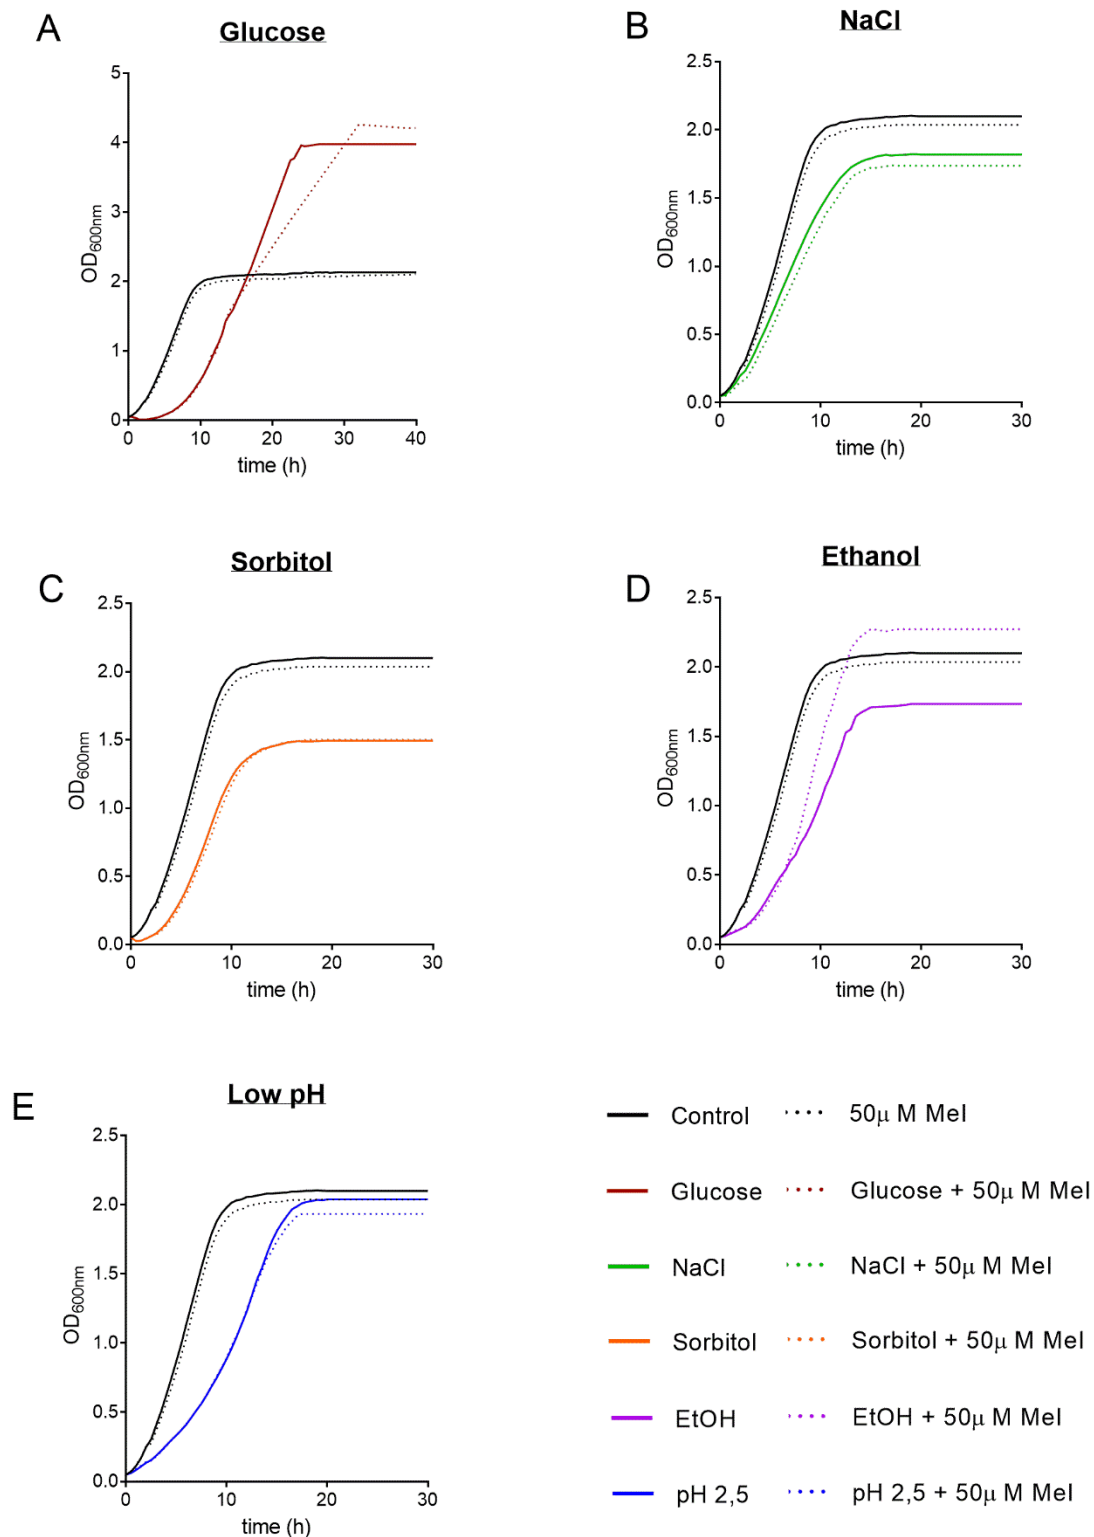 A
Glucose
5
4
3
2
1
0
OD600nm
0 10 20 30 40
time (h)
B
NaCl
2.5
2.0
1.5
1.0
0.5
0.0
OD600nm
0 10 20 30
time (h)
C
Sorbitol
2.5
2.0
1.5
1.0
0.5
0.0
OD600nm
0 10 20 30
time (h)
D
Ethanol
2.5
2.0
1.5
1.0
0.5
0.0
OD600nm
0 10 20 30
time (h)
E
Low pH
2.5
2.0
1.5
1.0
0.5
0.0
OD600nm
0 10 20 30
time (h)
Control 50μ M Mel
Glucose Glucose + 50μ M Mel
NaCl NaCl + 50μ M Mel
Sorbitol Sorbitol + 50μ M Mel
EtOH EtOH + 50μ M Mel
pH 2,5 pH 2,5 + 50μ M Mel